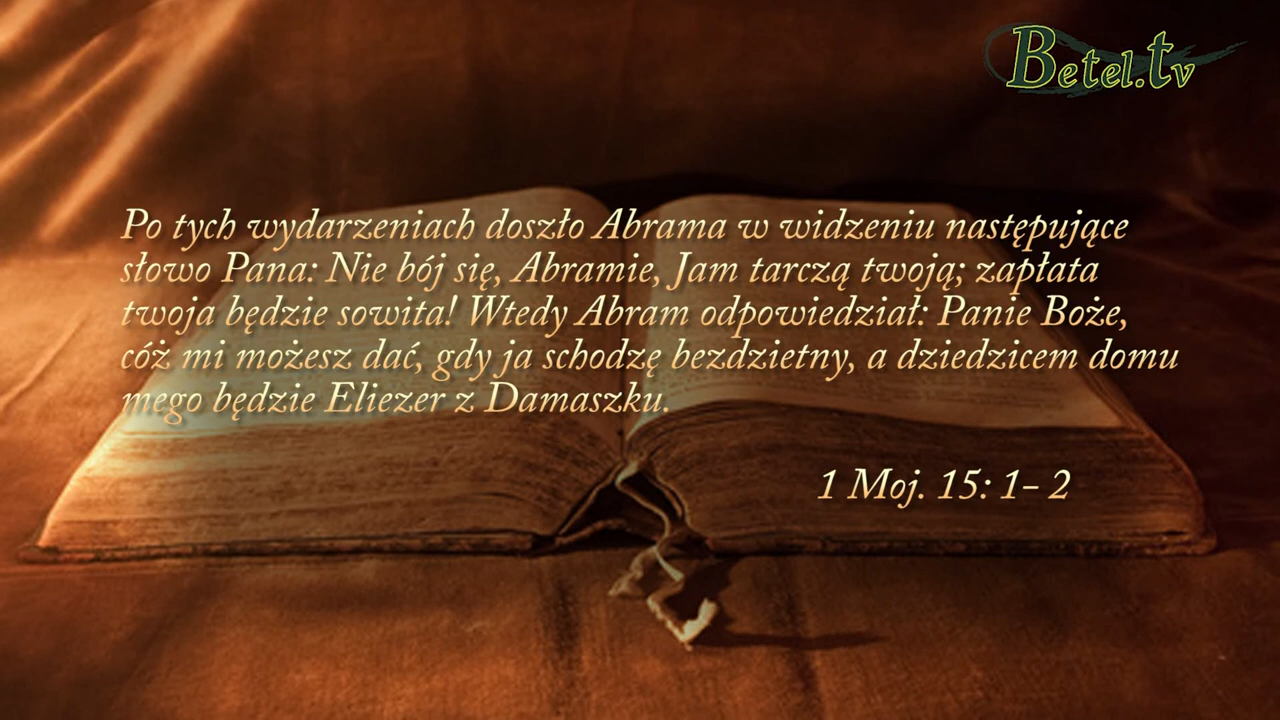 Betel.tv
Po tych wydarzeniach doszło Abrama w widzeniu następujące
słowo Pana: Nie bój się, Abramie, Jam tarczą twoją; zapłata
twoja będzie sowita! Wtedy Abram odpowiedział: Panie Boże,
cóż mi możesz dać, gdy ja schodzę bezdzietny, a dziedzicem domu
mego będzie Eliezer z Damaszku.
1 Moj. 15: 1- 2